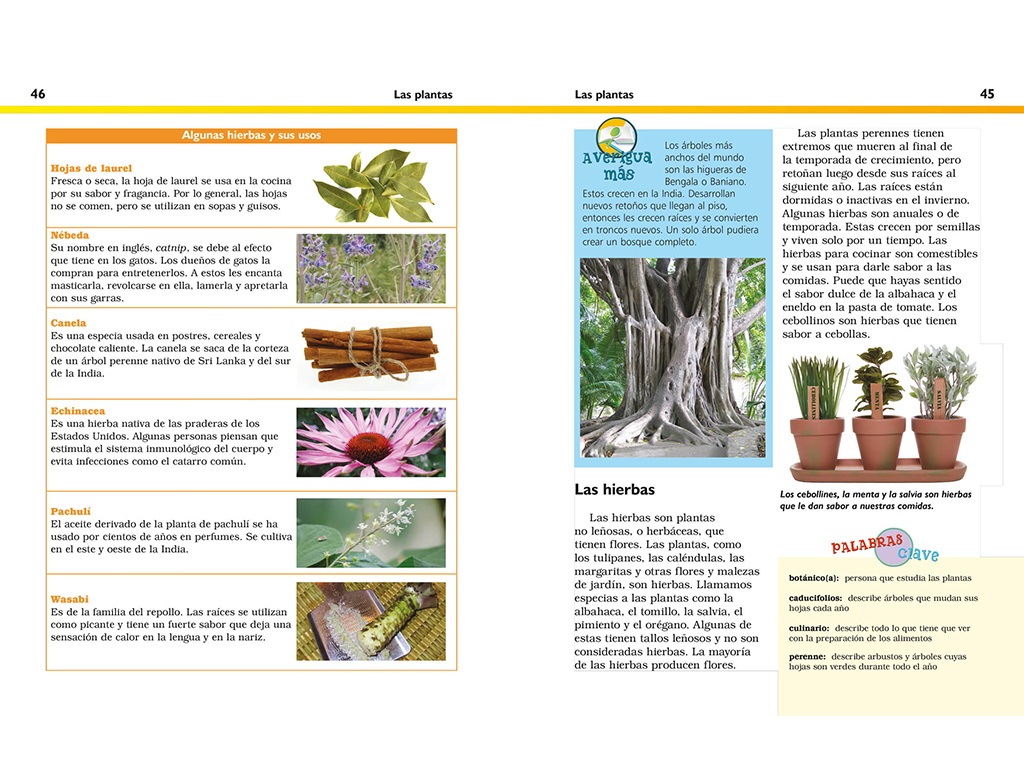 46
Las plantas
Algunas hierbas y sus usos
Hojas de laurel
Fresca o seca, la hoja de laurel se usa en la cocina
por su sabor y fragancia. Por lo general, las hojas
no se comen, pero se utilizan en sopas y guisos.
Nébeda
Su nombre en inglés, catnip, se debe al efecto
que tiene en los gatos. Los dueños de gatos la
compran para entretenerlos. A estos les encanta
masticarla, revolcarse en ella, lamerla y apretarla
con sus garras.
Canela
Es una especia usada en postres, cereales y
chocolate caliente. La canela se saca de la corteza
de un árbol perenne nativo de Sri Lanka y del sur
de la India.
Echinacea
Es una hierba nativa de las praderas de los
Estados Unidos. Algunas personas piensan que
estimula el sistema inmunológico del cuerpo y
evita infecciones como el catarro común.
Pachulí
El aceite derivado de la planta de pachulí se ha
usado por cientos de años en perfumes. Se cultiva
en el este y oeste de la India.
Wasabi
Es de la familia del repollo. Las raíces se utilizan
como picante y tiene un fuerte sabor que deja una
sensación de calor en la lengua y en la nariz.
Las plantas
45
Averigua
más
Los árboles más
anchos del mundo
son las higueras de
Bengala o Baniano.
Estos crecen en la India. Desarrollan
nuevos retoños que llegan al piso,
entonces les crecen raíces y se convierten
en troncos nuevos. Un solo árbol pudiera
crear un bosque completo.
Las hierbas
Las hierbas son plantas
no leñosas, o herbáceas, que
tienen flores. Las plantas, como
los tulipanes, las caléndulas, las
margaritas y otras flores y malezas
de jardín, son hierbas. Llamamos
especias a las plantas como la
albahaca, el tomillo, la salvia, el
pimiento y el orégano. Algunas de
estas tienen tallos leñosos y no son
consideradas hierbas. La mayoría
de las hierbas producen flores.
Las plantas perennes tienen
extremos que mueren al final de
la temporada de crecimiento, pero
retoñan luego desde sus raíces al
siguiente año. Las raíces están
dormidas o inactivas en el invierno.
Algunas hierbas son anuales o de
temporada. Estas crecen por semillas
y viven solo por un tiempo. Las
hierbas para cocinar son comestibles
y se usan para darle sabor a las
comidas. Puede que hayas sentido
el sabor dulce de la albahaca y el
eneldo en la pasta de tomate. Los
cebollinos son hierbas que tienen
sabor a cebollas.
CEBOLLINES
MENTA
SALVIA
Los cebollines, la menta y la salvia son hierbas
que le dan sabor a nuestras comidas.
PALABRAS
clave
botánico(a): persona que estudia las plantas
caducifolios: describe árboles que mudan sus
hojas cada año
culinario: describe todo lo que tiene que ver
con la preparación de los alimentos
perenne: describe arbustos y árboles cuyas
hojas son verdes durante todo el año